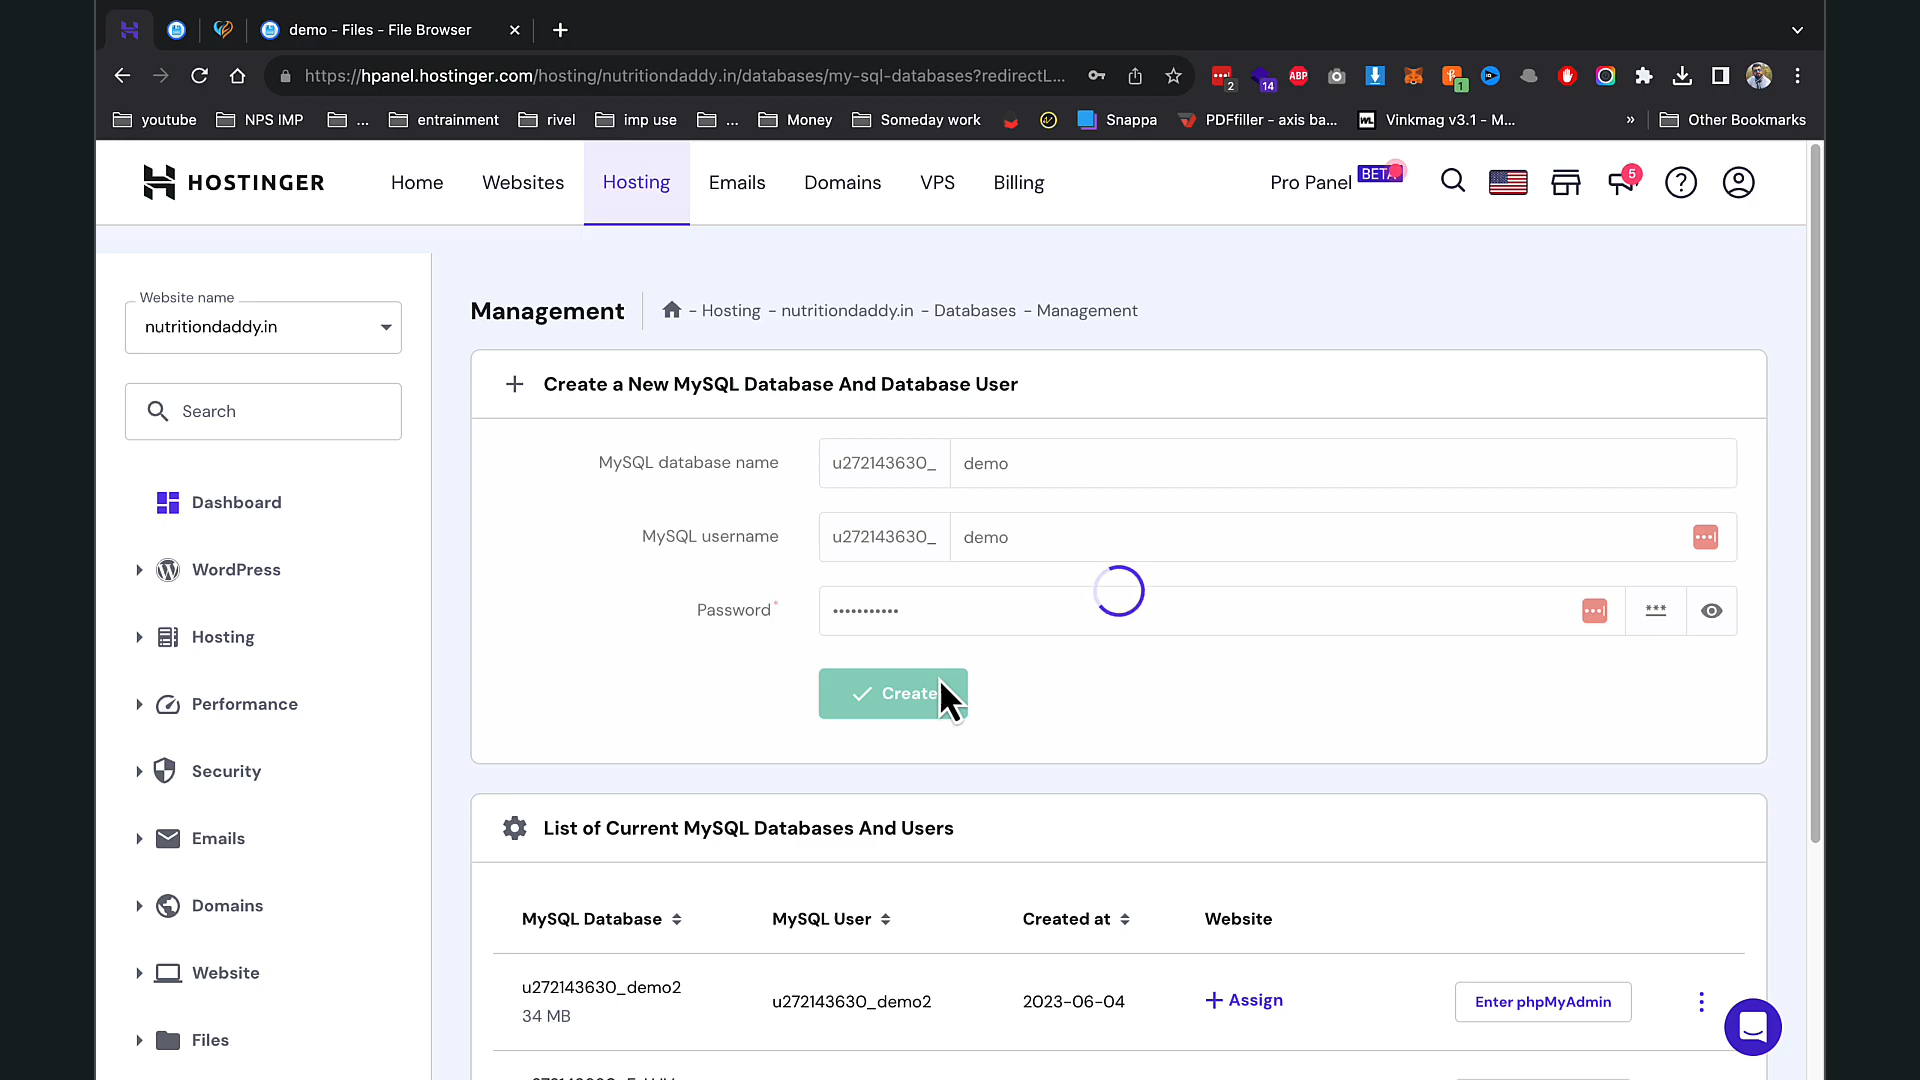 demo - Files - File Browser
https://hpanel.hostinger.com/hosting/nutritiondaddy.in/databases/my-sql-databases?redirectL...
2
14
ABP
1
youtube
NPS IMP
...
entrainment
rivel
imp use
...
Money
Someday work
Snappa
PDFfiller - axis ba...
Vinkmag v3.1 - M...
»
Other Bookmarks
HOSTINGER
Home
Websites
Hosting
Emails
Domains
VPS
Billing
Pro Panel
BETA
5
Website name
nutritiondaddy.in
Search
Dashboard
WordPress
Hosting
Performance
Security
Emails
Domains
Website
Files
Management
- Hosting - nutritiondaddy.in - Databases - Management
Create a New MySQL Database And Database User
MySQL database name
u272143630_
demo
MySQL username
u272143630_
demo
Password*
•••••••••••
***
Create
List of Current MySQL Databases And Users
MySQL Database
MySQL User
Created at
Website
u272143630_demo2
34 MB
u272143630_demo2
2023-06-04
+ Assign
Enter phpMyAdmin